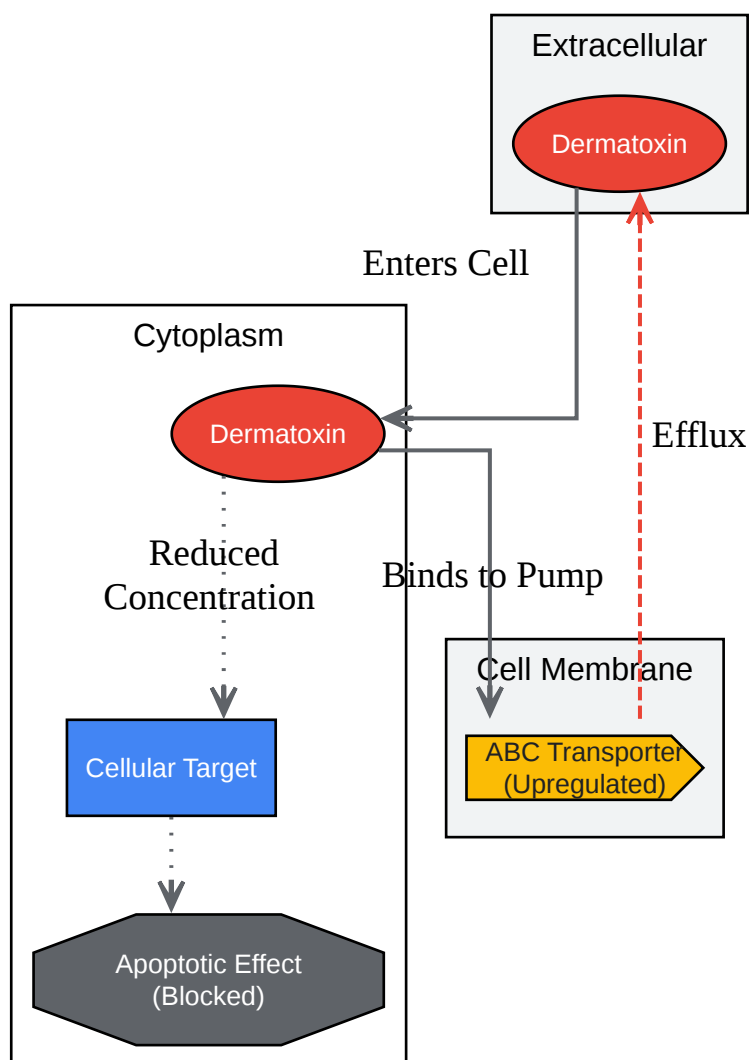 Extracellular
Dermatoxin
Enters Cell
Cytoplasm
Dermatoxin
Efflux
Reduced
Concentration
Binds to Pump
Cell Membrane
ABC Transporter
(Upregulated)
Cellular Target
Apoptotic Effect
(Blocked)